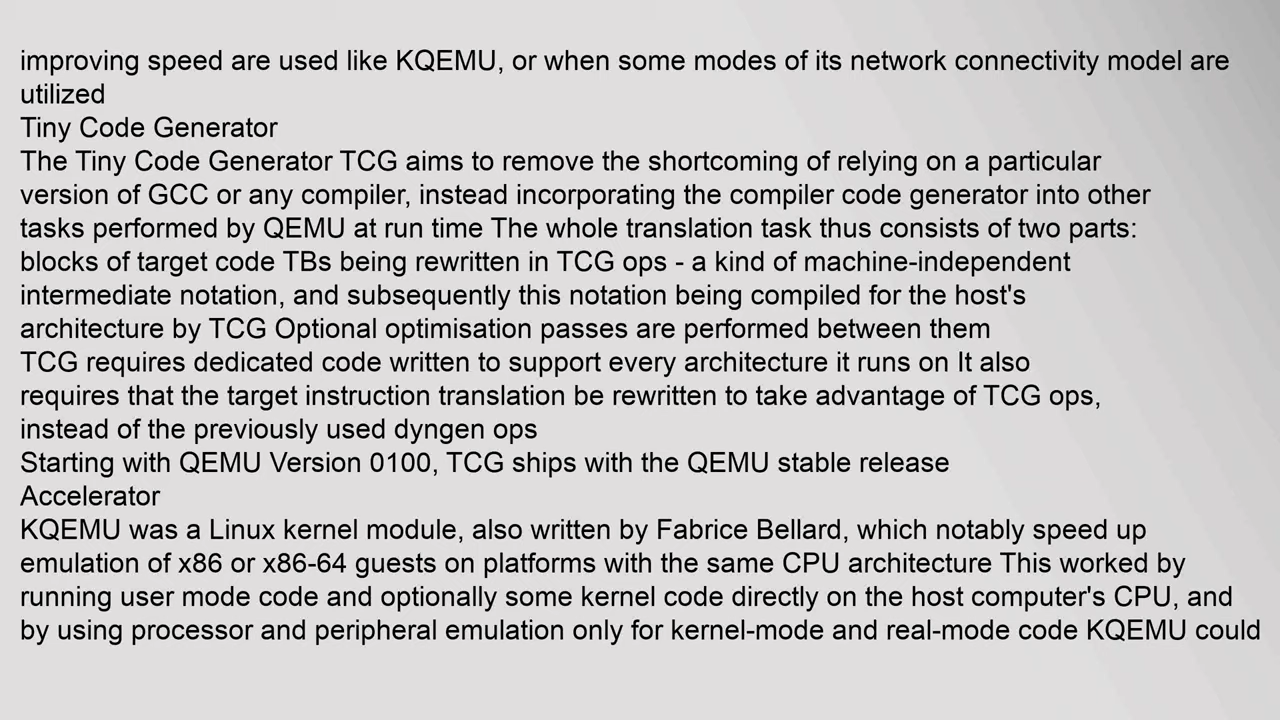 improving speed are used like KQEMU, or when some modes of its network connectivity model are
utilized
Tiny Code Generator
The Tiny Code Generator TCG aims to remove the shortcoming of relying on a particular
version of GCC or any compiler, instead incorporating the compiler code generator into other
tasks performed by QEMU at run time The whole translation task thus consists of two parts:
blocks of target code TBs being rewritten in TCG ops - a kind of machine-independent
intermediate notation, and subsequently this notation being compiled for the host's
architecture by TCG Optional optimisation passes are performed between them
TCG requires dedicated code written to support every architecture it runs on It also
requires that the target instruction translation be rewritten to take advantage of TCG ops,
instead of the previously used dyngen ops
Starting with QEMU Version 0100, TCG ships with the QEMU stable release
Accelerator
KQEMU was a Linux kernel module, also written by Fabrice Bellard, which notably speed up
emulation of x86 or x86-64 guests on platforms with the same CPU architecture This worked by
running user mode code and optionally some kernel code directly on the host computer's CPU, and
by using processor and peripheral emulation only for kernel-mode and real-mode code KQEMU could